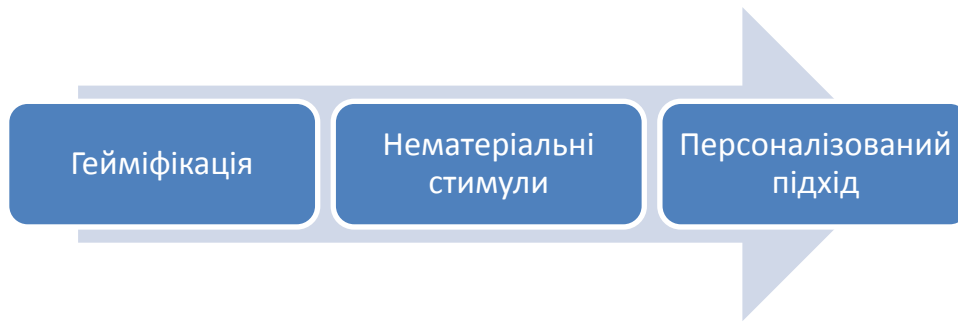 Гейміфікація
Нематеріальні
стимули
Персоналізований
підхід